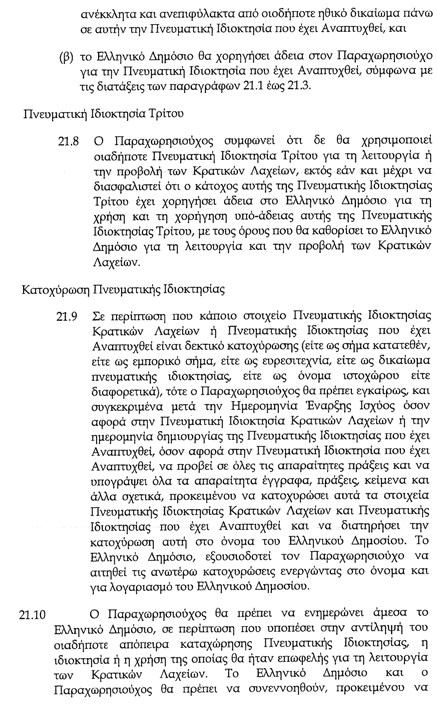 ανέκκλητα και ανεπιφύλακτα από οιοδήποτε ηθικό δικαίωμα πάνω
σε αυτήν την Πνευματική Ιδιοκτησία που έχει Αναπτυχθεί, και
(β) το Ελληνικό Δημόσιο θα χορηγήσει άδεια στον Παραχωρησιούχο
για την Πνευματική Ιδιοκτησία που έχει Αναπτυχθεί, σύμφωνα με
τις διατάξεις των παραγράφων 21.1 έως 21.3.
Πνευματική Ιδιοκτησία Τρίτου
21.8 Ο Παραχωρησιούχος συμφωνεί ότι δε θα χρησιμοποιεί
οιαδήποτε Πνευματική Ιδιοκτησία Τρίτου για τη λειτουργία ή
την προβολή των Κρατικών Λαχείων, εκτός εάν και μέχρι να
διασφαλιστεί ότι ο κάτοχος αυτής της Πνευματικής Ιδιοκτησίας
Τρίτου έχει χορηγήσει άδεια στο Ελληνικό Δημόσιο για τη
χρήση και τη χορήγηση υπό-άδειας αυτής της Πνευματικής
Ιδιοκτησίας Τρίτου, με τους όρους που θα καθορίσει το Ελληνικό
Δημόσιο για τη λειτουργία και την προβολή των Κρατικών
Λαχείων.
Κατοχύρωση Πνευματικής Ιδιοκτησίας
21.9 Σε περίπτωση που κάποιο στοιχείο Πνευματικής Ιδιοκτησίας
Κρατικών Λαχείων ή Πνευματικής Ιδιοκτησίας που έχει
Αναπτυχθεί είναι δεκτικό κατοχύρωσης (είτε ως σήμα κατατεθέν,
είτε ως εμπορικό σήμα, είτε ως ευρεσιτεχνία, είτε ως δικαίωμα
πνευματικής ιδιοκτησίας, είτε ως όνομα ιστοχώρου είτε
διαφορετικά), τότε ο Παραχωρησιούχος θα πρέπει εγκαίρως, και
συγκεκριμένα μετά την Ημερομηνία Έναρξης Ισχύος όσον
αφορά στην Πνευματική Ιδιοκτησία Κρατικών Λαχείων ή την
ημερομηνία δημιουργίας της Πνευματικής Ιδιοκτησίας που έχει
Αναπτυχθεί, όσον αφορά στην Πνευματική Ιδιοκτησία που έχει
Αναπτυχθεί, να προβεί σε όλες τις απαραίτητες πράξεις και να
υπογράψει όλα τα απαραίτητα έγγραφα, πράξεις, κείμενα και
άλλα σχετικά, προκειμένου να κατοχυρώσει αυτά τα στοιχεία
Πνευματικής Ιδιοκτησίας Κρατικών Λαχείων και Πνευματικής
Ιδιοκτησίας που έχει Αναπτυχθεί και να διατηρήσει την
κατοχύρωση αυτή στο όνομα του Ελληνικού Δημοσίου. Το
Ελληνικό Δημόσιο, εξουσιοδοτεί τον Παραχωρησιούχο να
αιτηθεί τις ανωτέρω κατοχυρώσεις ενεργώντας στο όνομα και
για λογαριασμό του Ελληνικού Δημοσίου.
21.10 Ο Παραχωρησιούχος θα πρέπει να ενημερώνει άμεσα το
Ελληνικό Δημόσιο, σε περίπτωση που υποπέσει στην αντίληψή του
οιαδήποτε απόπειρα καταχώρησης Πνευματικής Ιδιοκτησίας, η
ιδιοκτησία ή η χρήση της οποίας θα ήταν επωφελής για τη λειτουργία
των Κρατικών Λαχείων. Το Ελληνικό Δημόσιο και ο
Παραχωρησιούχος θα πρέπει να συνεννοηθούν, προκειμένου να